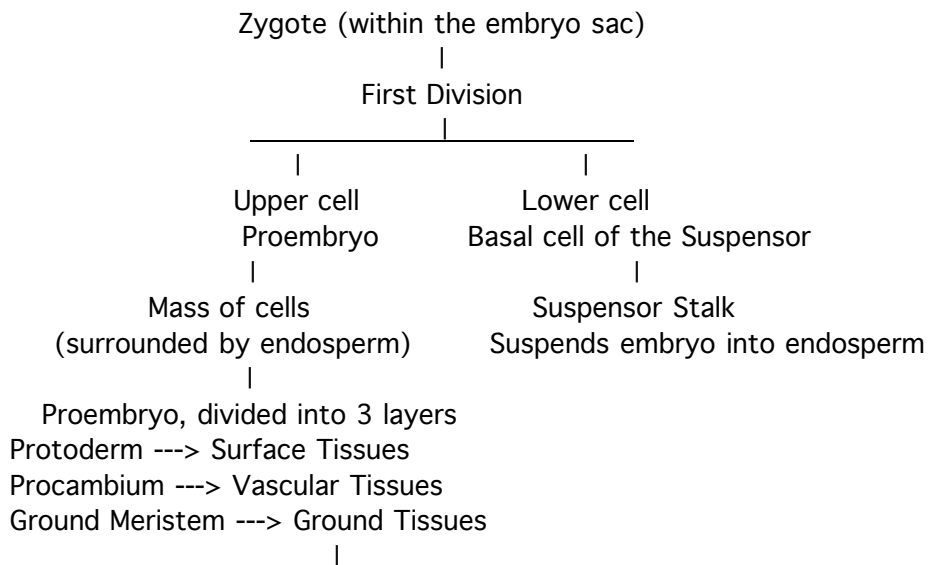 Zygote (within the embryo sac)
|
First Division
|
| |
Upper cell Lower cell
Proembryo Basal cell of the Suspensor
| |
Mass of cells Suspensor Stalk
(surrounded by endosperm) Suspends embryo into endosperm
|
Proembryo, divided into 3 layers
Protoderm ---> Surface Tissues
Procambium ---> Vascular Tissues
Ground Meristem ---> Ground Tissues
|